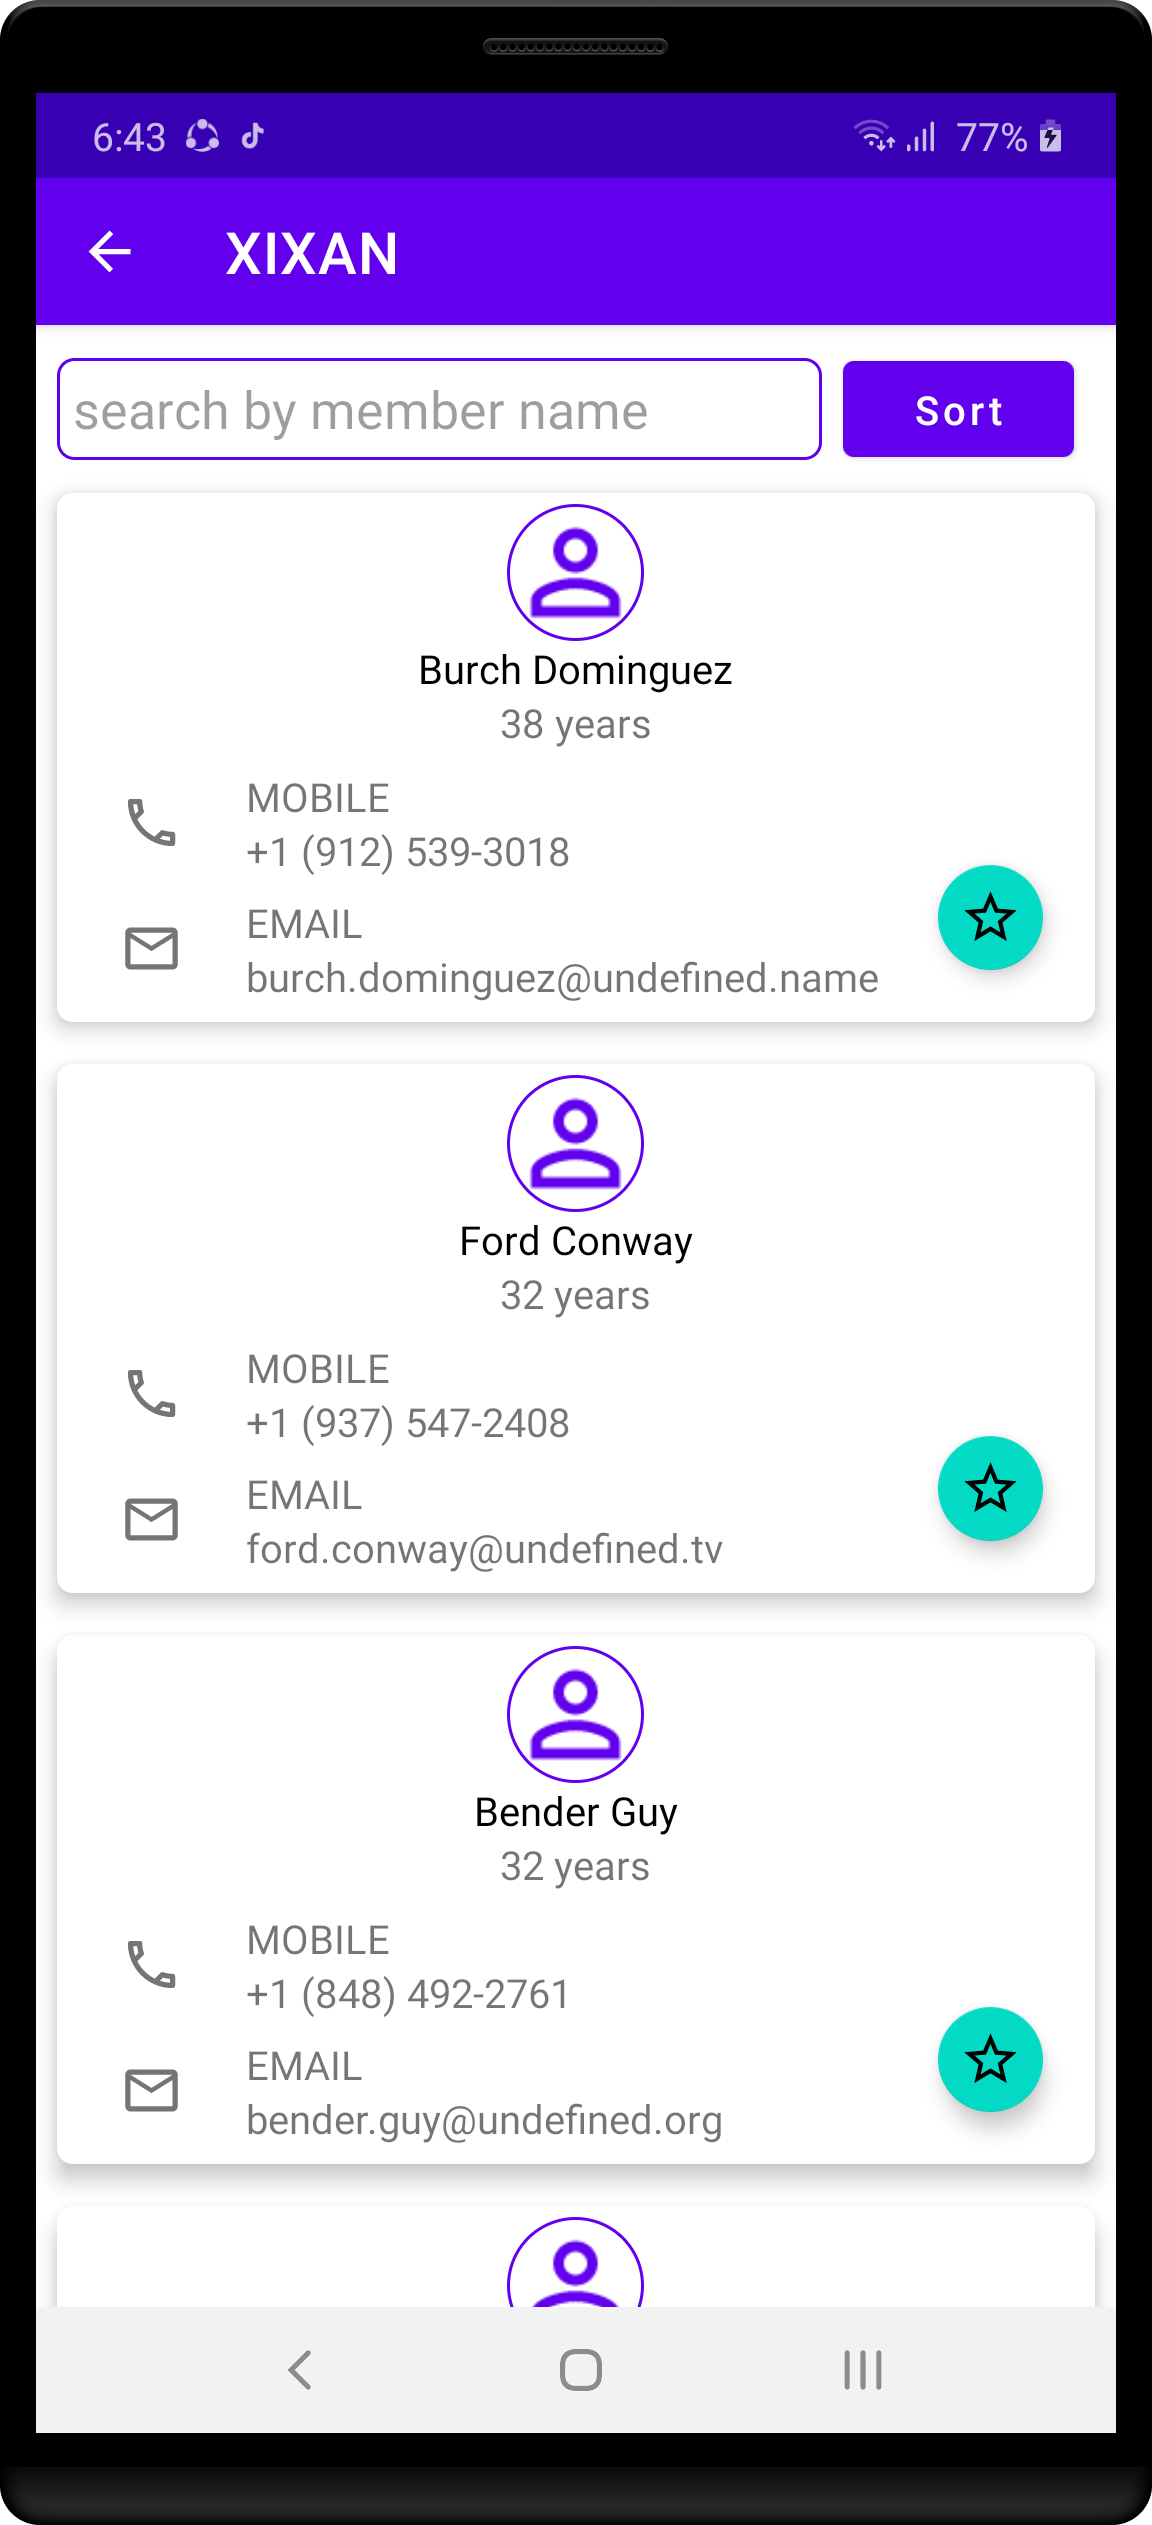 6:43 77%
XIXAN
search by member name Sort
Burch Dominguez
38 years
MOBILE
+1 (912) 539-3018
EMAIL
burch.dominguez@undefined.name
Ford Conway
32 years
MOBILE
+1 (937) 547-2408
EMAIL
ford.conway@undefined.tv
Bender Guy
32 years
MOBILE
+1 (848) 492-2761
EMAIL
bender.guy@undefined.org